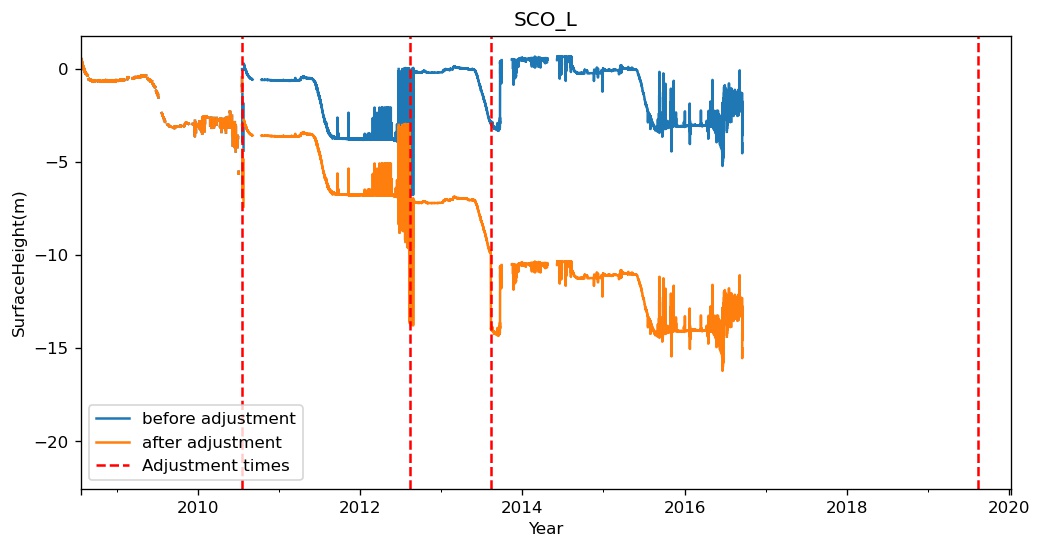 SCO_L
SurfaceHeight(m)
0
−5
−10
−15
−20
before adjustment
after adjustment
Adjustment times
2010 2012 2014 2016 2018 2020
Year